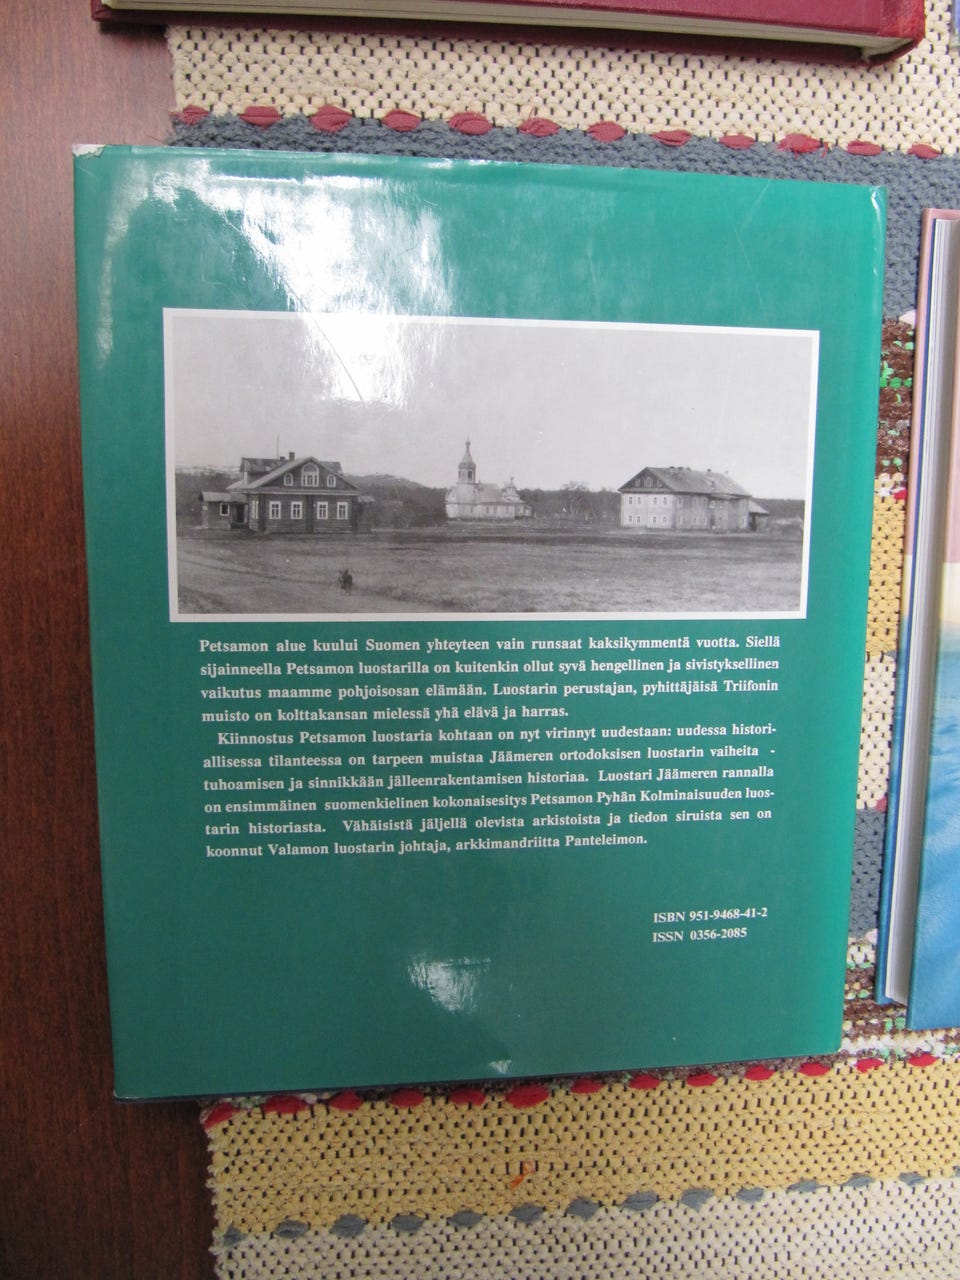 Petsamon alue kuului Suomen yhteyteen vain runsaat kaksikymmentä vuotta. Siellä
sijainneella Petsamon luostarilla on kuitenkin ollut syvä hengellinen ja sivistyksellinen
vaikutus maamme pohjoisosan elämään. Luostarin perustajan, pyhittäjäisä Triifonin
muisto on kolttakansan mielessä yhä elävä ja harras.
Kiinnostus Petsamon luostaria kohtaan on nyt virinnyt uudestaan: uudessa histori-
allisessa tilanteessa on tarpeen muistaa Jäämeren ortodoksisen luostarin vaiheita -
tuhoamisen ja sinnikkään jälleenrakentamisen historiaa. Luostari Jäämeren rannalla
on ensimmäinen suomenkielinen kokonaisesitys Petsamon Pyhän Kolminaisuuden luos-
tarin historiasta. Vähäisistä jäljellä olevista arkistoista ja tiedon siruista sen on
koonnut Valamon luostarin johtaja, arkkimandriitta Panteleimon.
ISBN 951-9468-41-2
ISSN 0356-2085